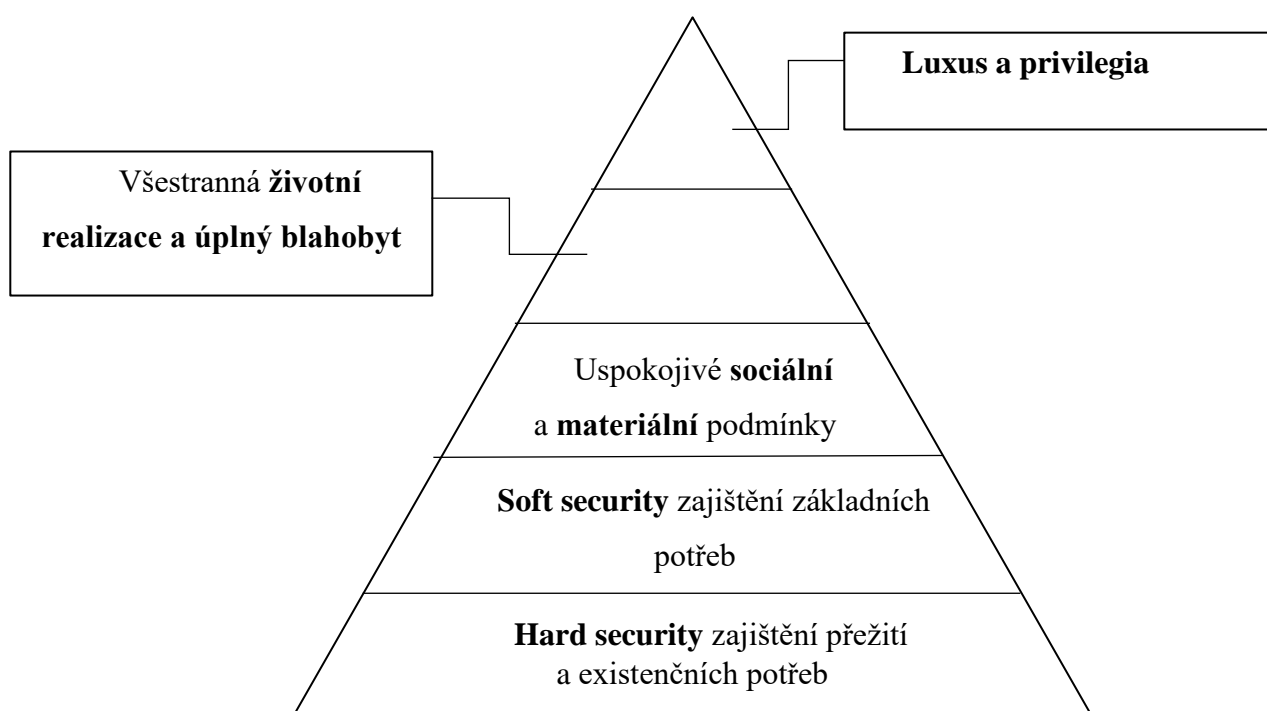 Luxus a privilegia
Všestranná životní
realizace a úplný blahobyt
Uspokojivé sociální
a materiální podmínky
Soft security zajištění základních
potřeb
Hard security zajištění přežití
a existenčních potřeb